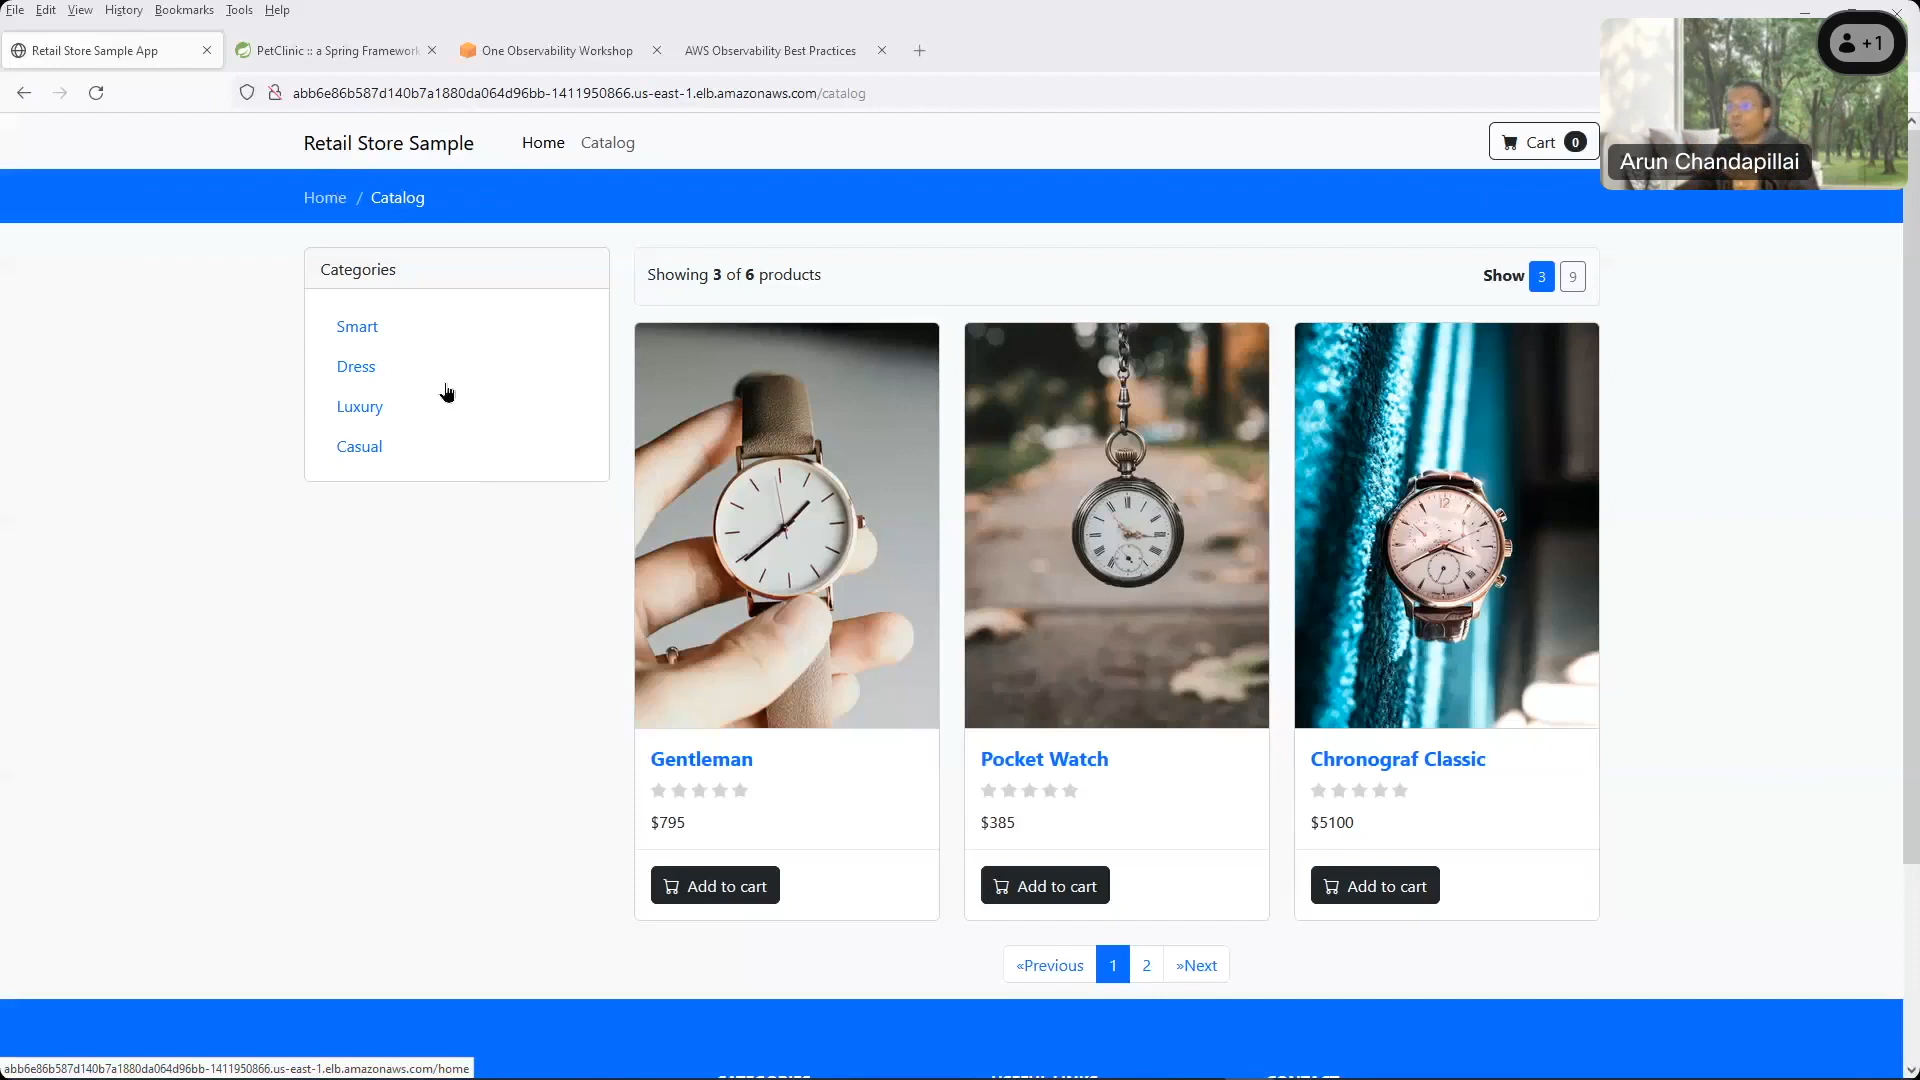 File Edit View History Bookmarks Tools Help
Retail Store Sample App
PetClinic :: a Spring Framework
One Observability Workshop
AWS Observability Best Practices
+1
abb6e86b587d140b7a1880da064d96bb-1411950866.us-east-1.elb.amazonaws.com/catalog
Retail Store Sample
Home
Catalog
Cart 0
Arun Chandapillai
Home / Catalog
Categories
Smart
Dress
Luxury
Casual
Showing 3 of 6 products
Show 3 9
Gentleman
$795
Add to cart
Pocket Watch
$385
Add to cart
Chronograf Classic
$5100
Add to cart
«Previous 1 2 »Next
abb6e86b587d140b7a1880da064d96bb-1411950866.us-east-1.elb.amazonaws.com/home
CATEGORIES
USEFUL LINKS
CONTACT